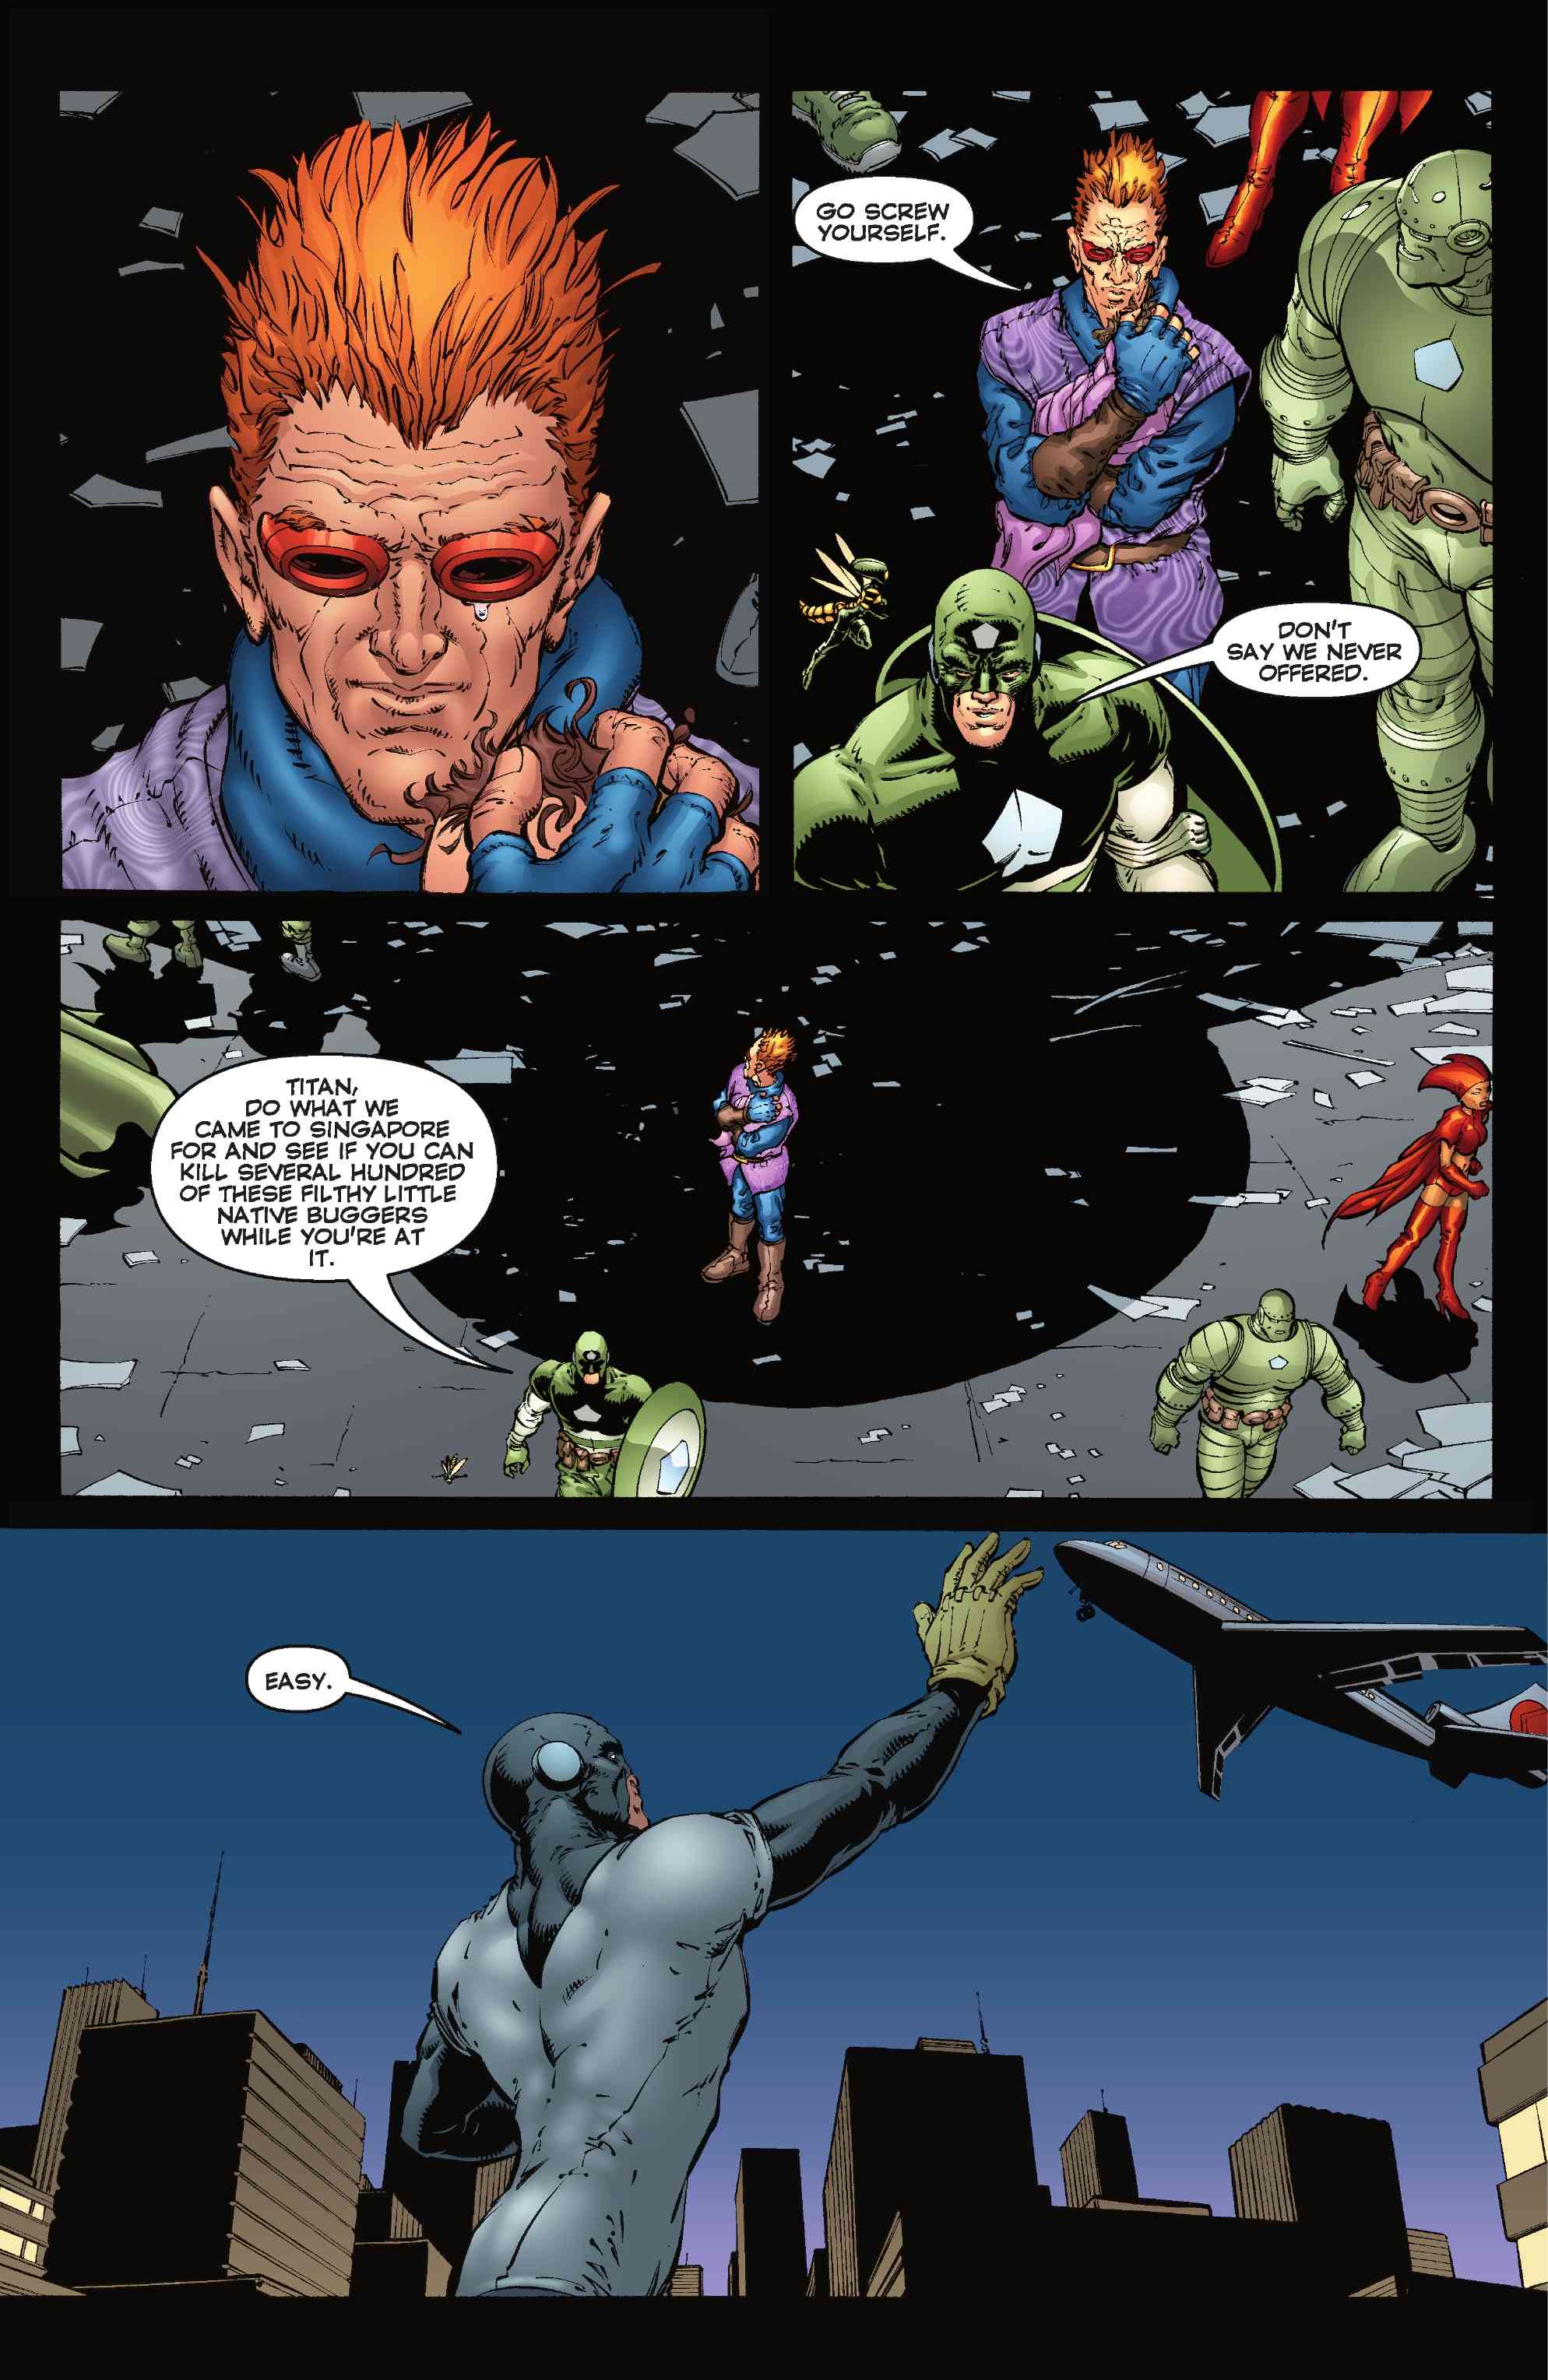 GO SCREW
YOURSELF.
DON'T
SAY WE NEVER
OFFERED.
TITAN,
DO WHAT WE
CAME TO SINGAPORE
FOR AND SEE IF YOU CAN
KILL SEVERAL HUNDRED
OF THESE FILTHY LITTLE
NATIVE BUGGERS
WHILE YOU'RE AT
IT.
EASY.